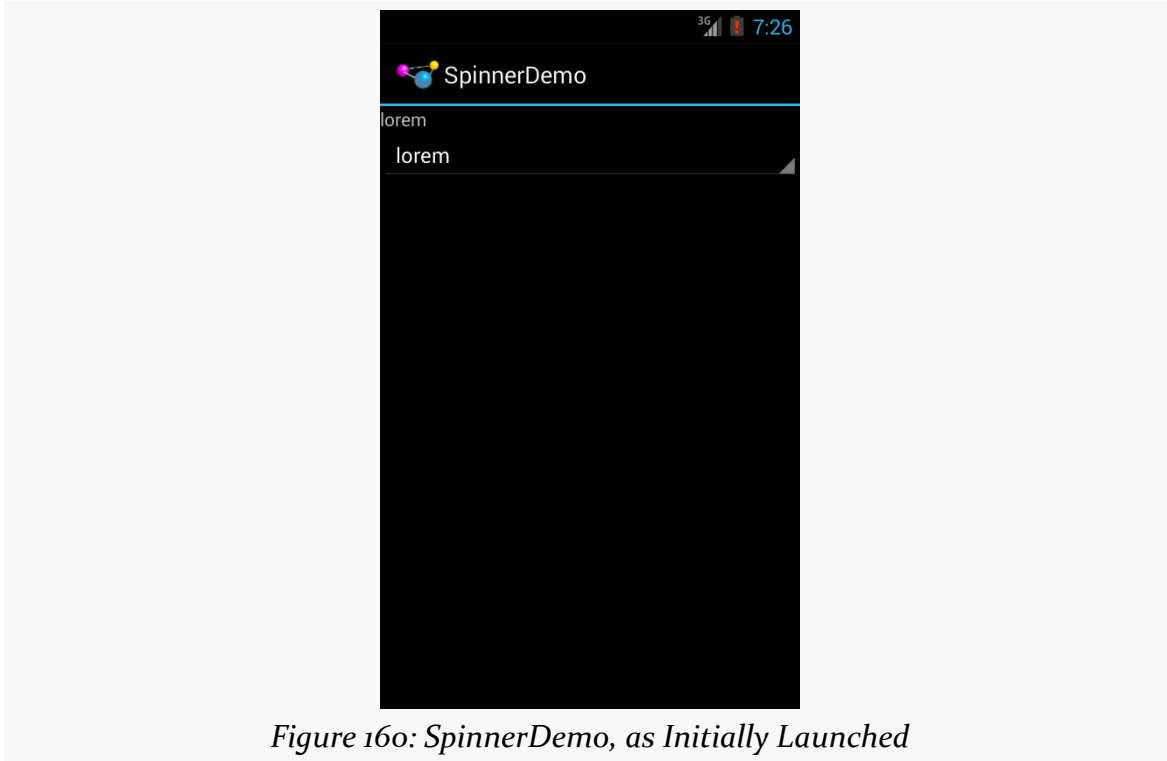 3G 7:26
SpinnerDemo
lorem
lorem
Figure 160: SpinnerDemo, as Initially Launched